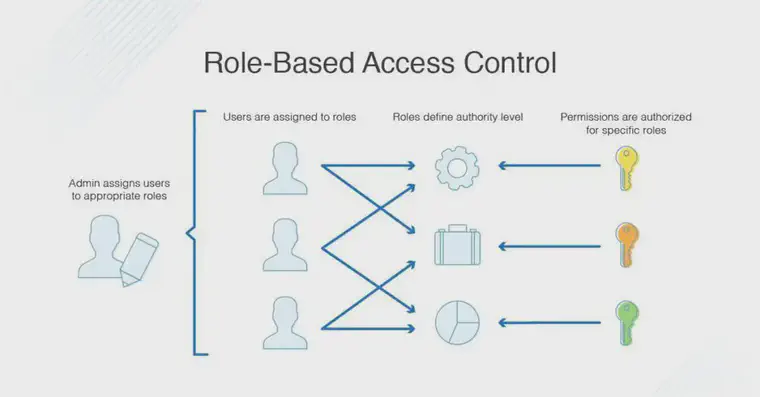 Role-Based Access Control
Users are assigned to roles
Roles define authority level
Permissions are authorized
for specific roles
Admin assigns users
to appropriate roles